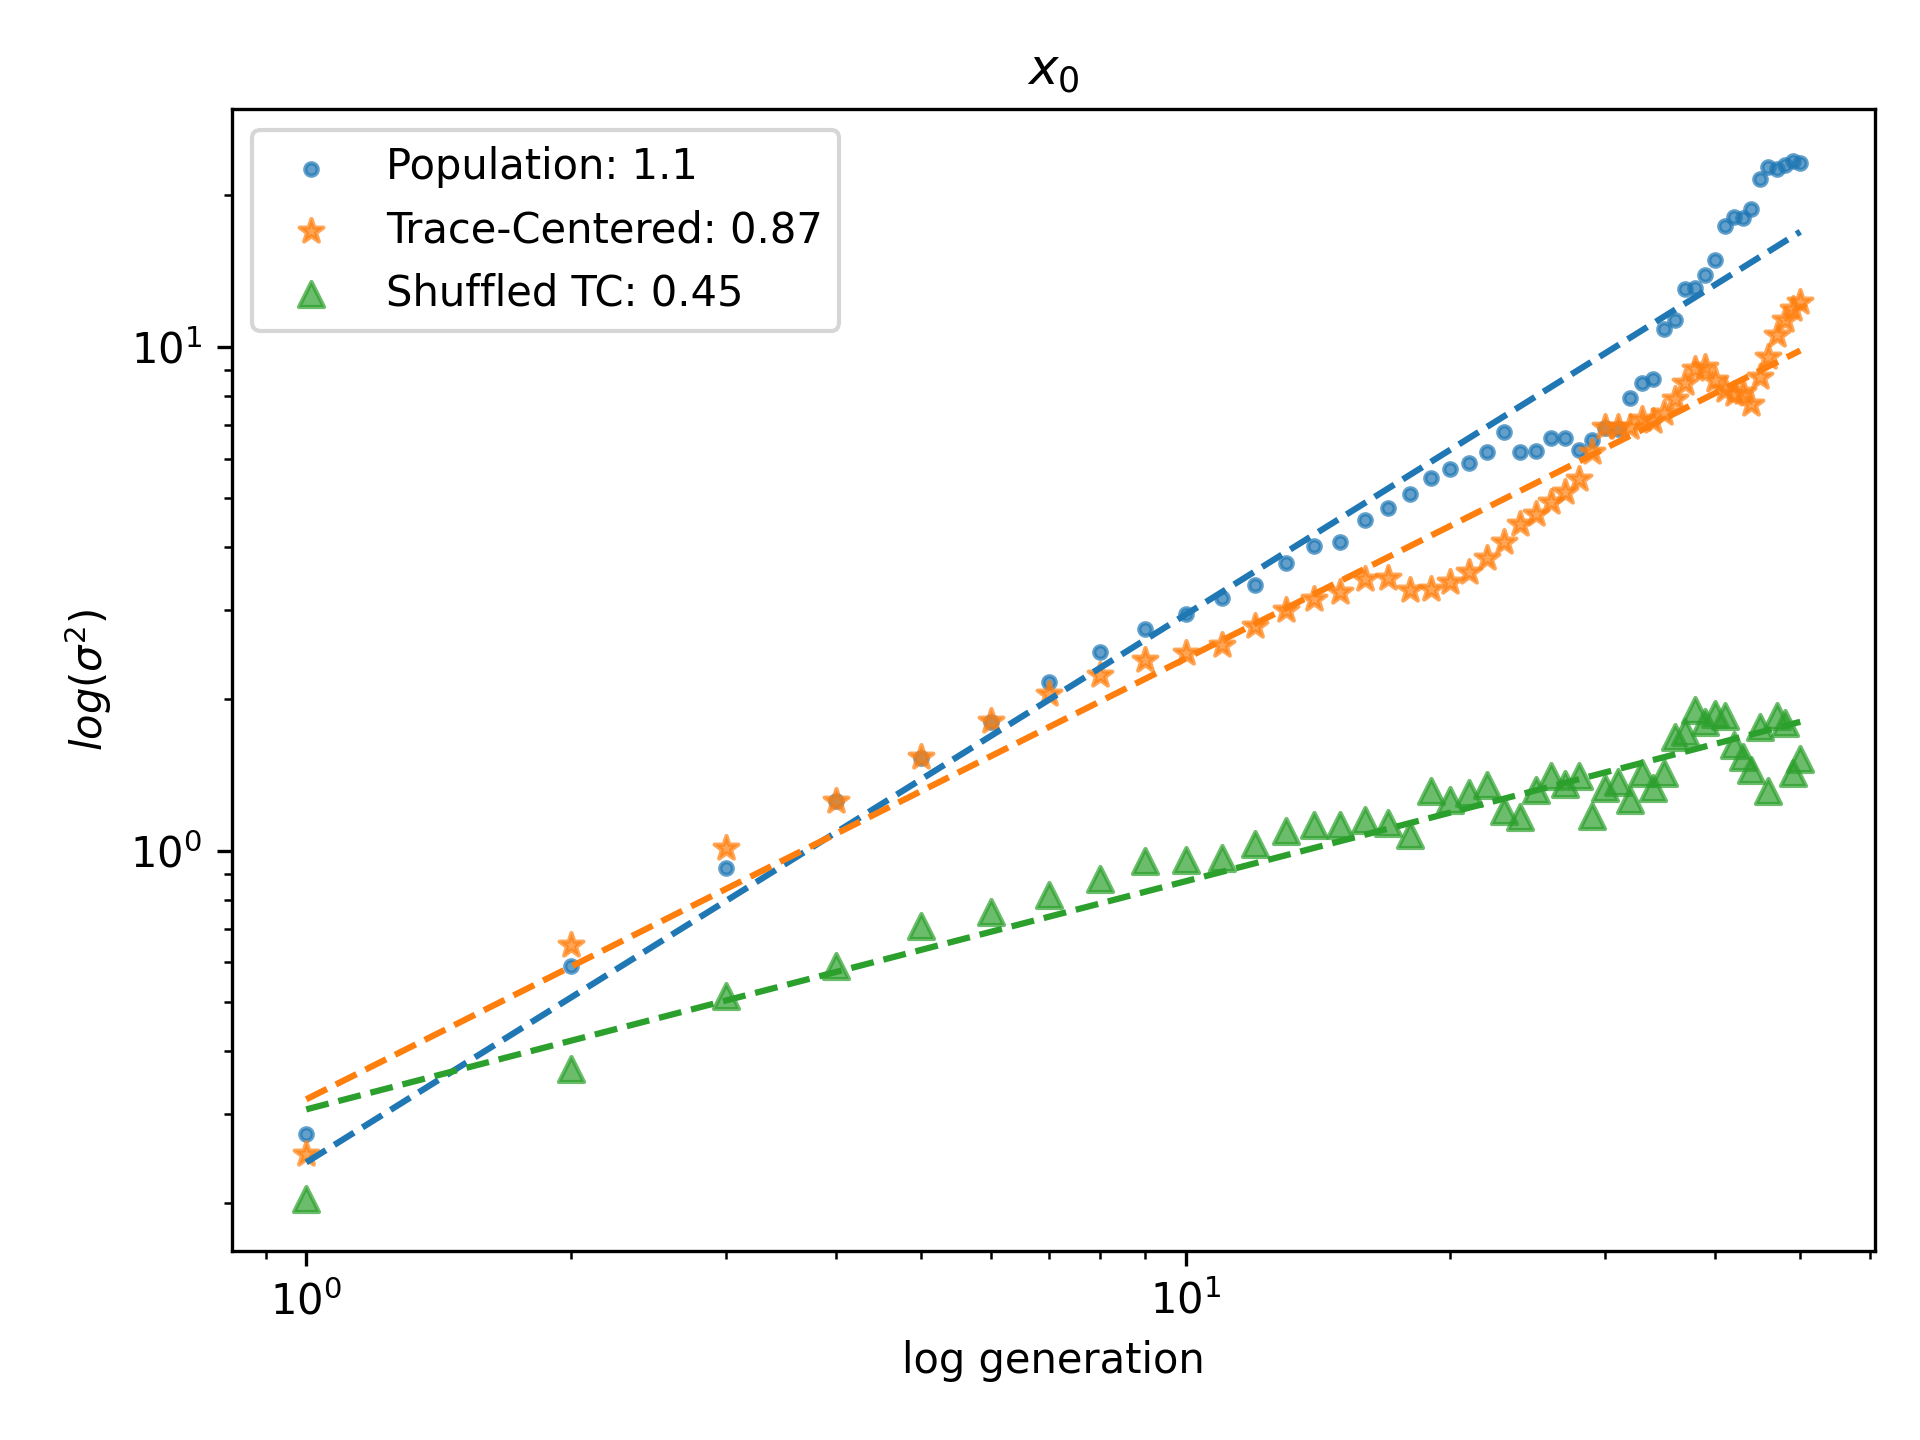 x₀
Population: 1.1
Trace-Centered: 0.87
Shuffled TC: 0.45
10¹
10⁰
log(σ²)
10⁰
10¹
log generation